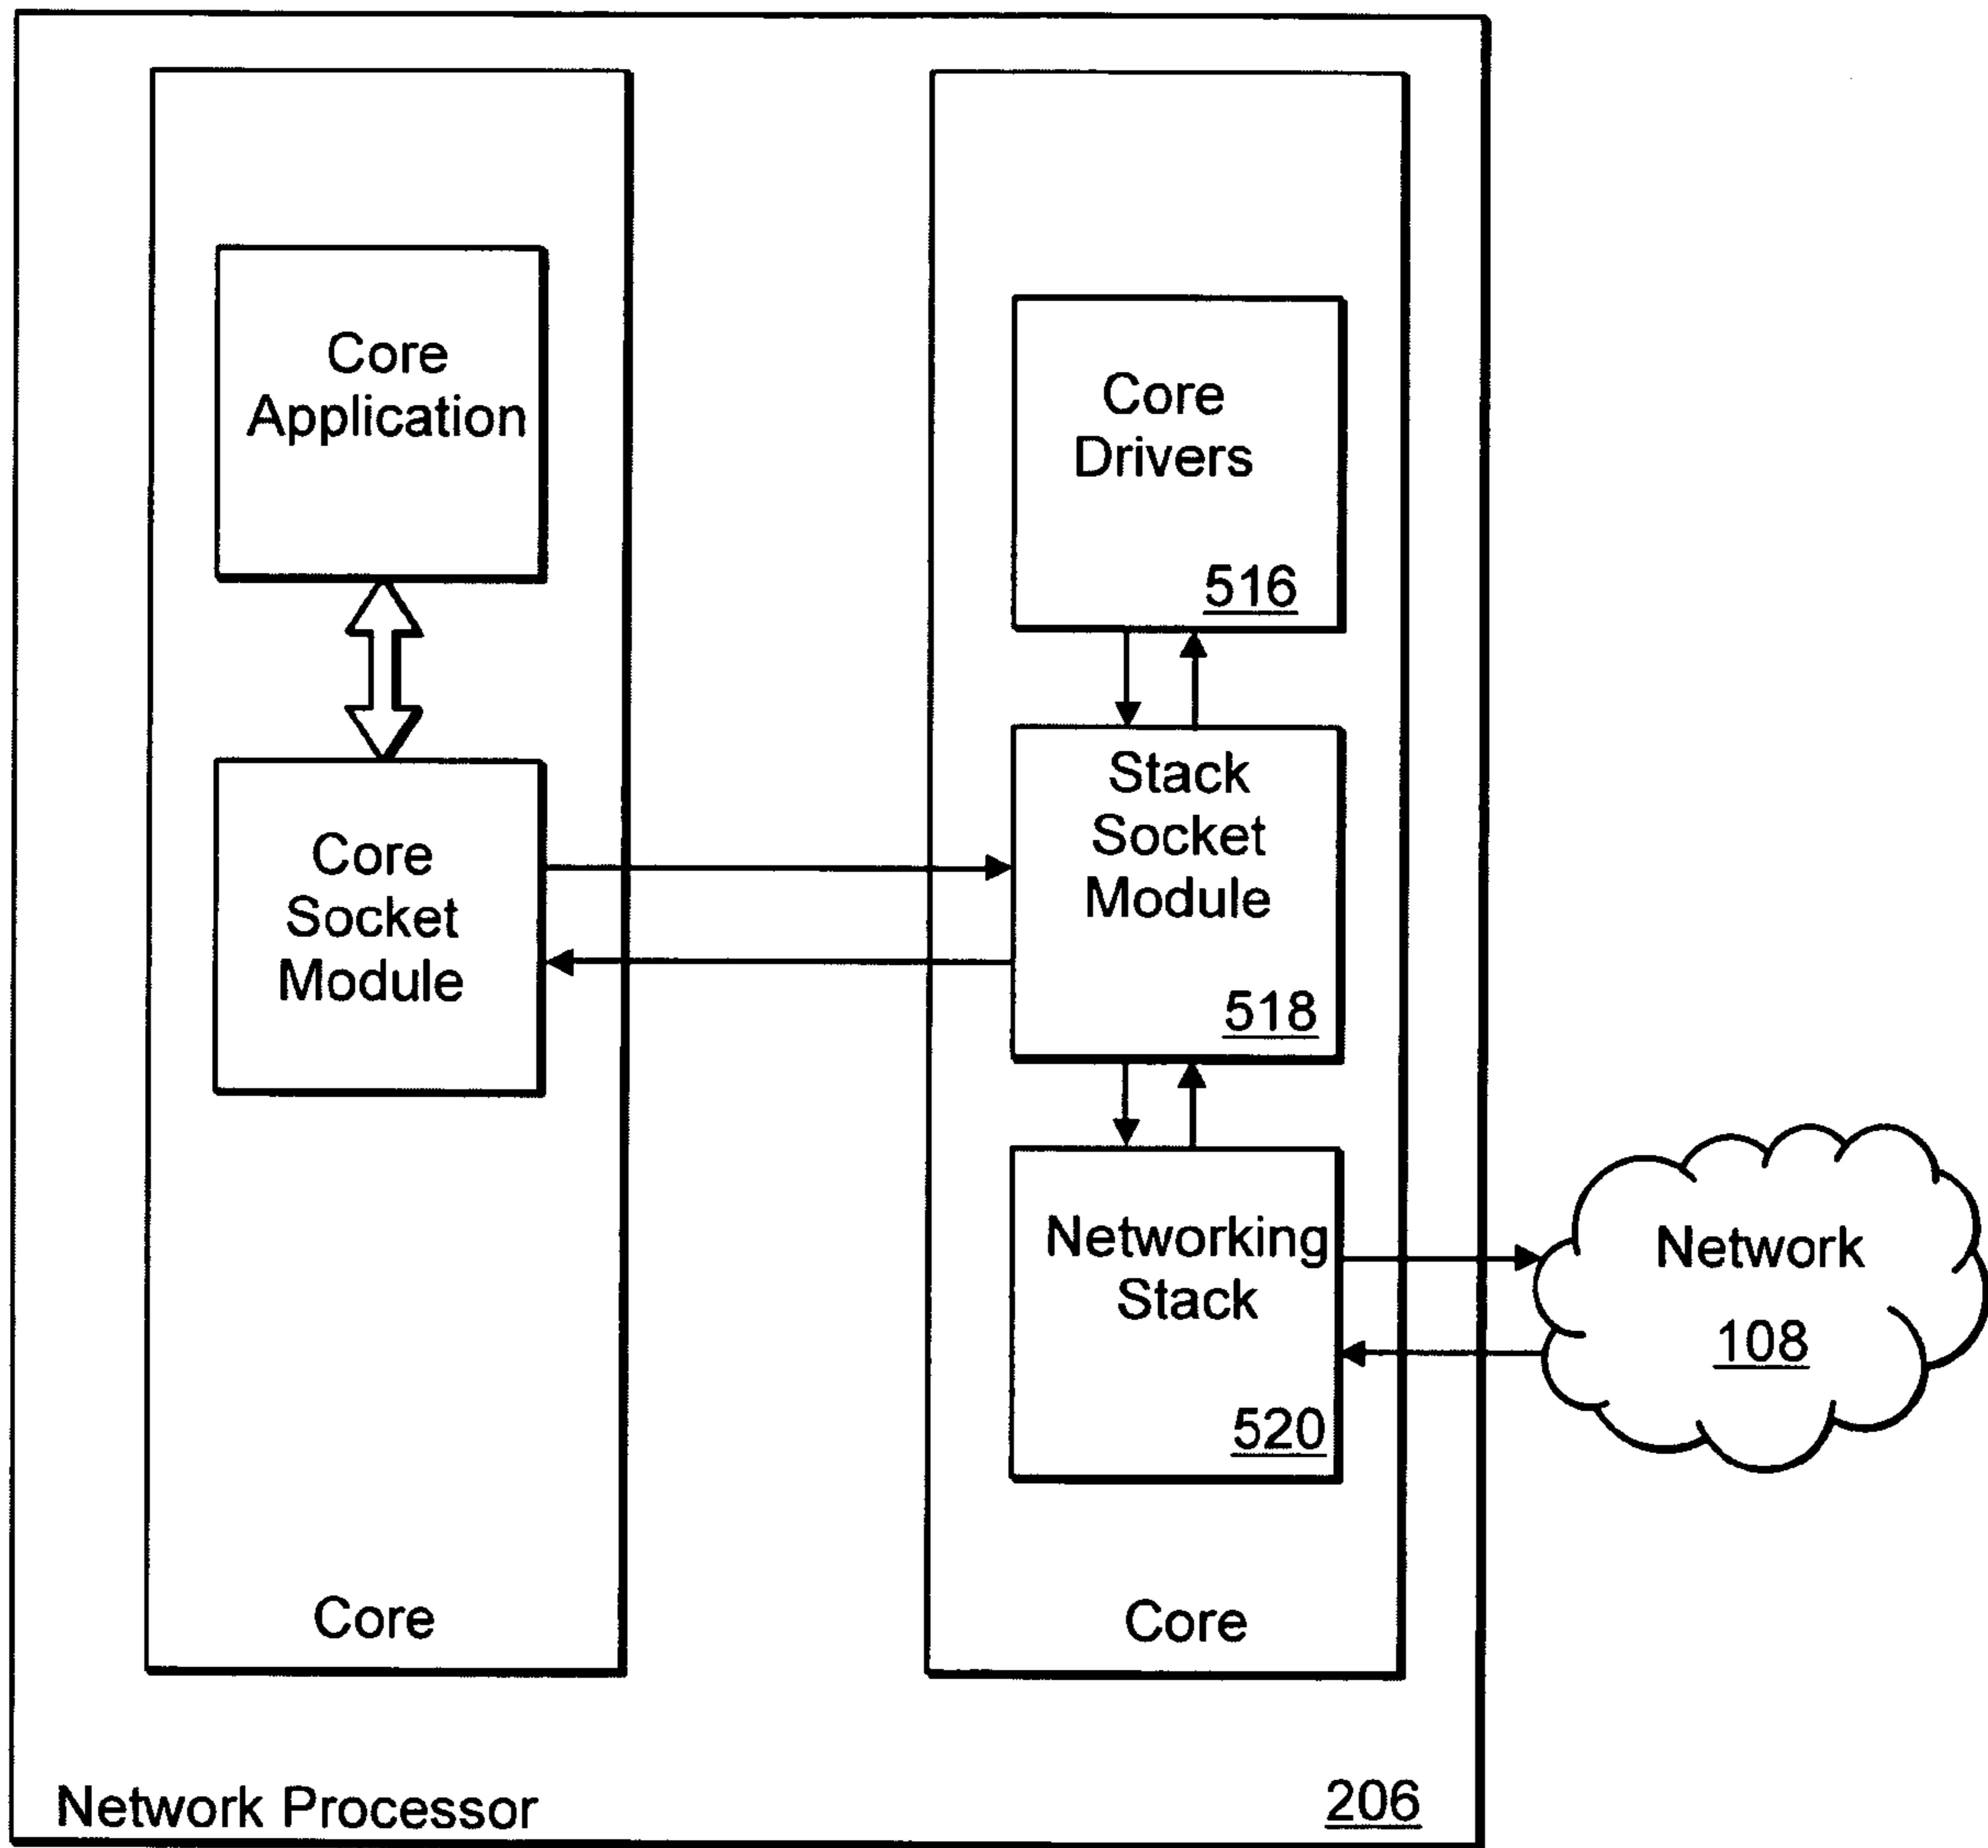 Core
Application
Core
Socket
Module
Core
Core
Drivers
516
Stack
Socket
Module
518
Networking
Stack
520
Core
Network
108
Network Processor
206